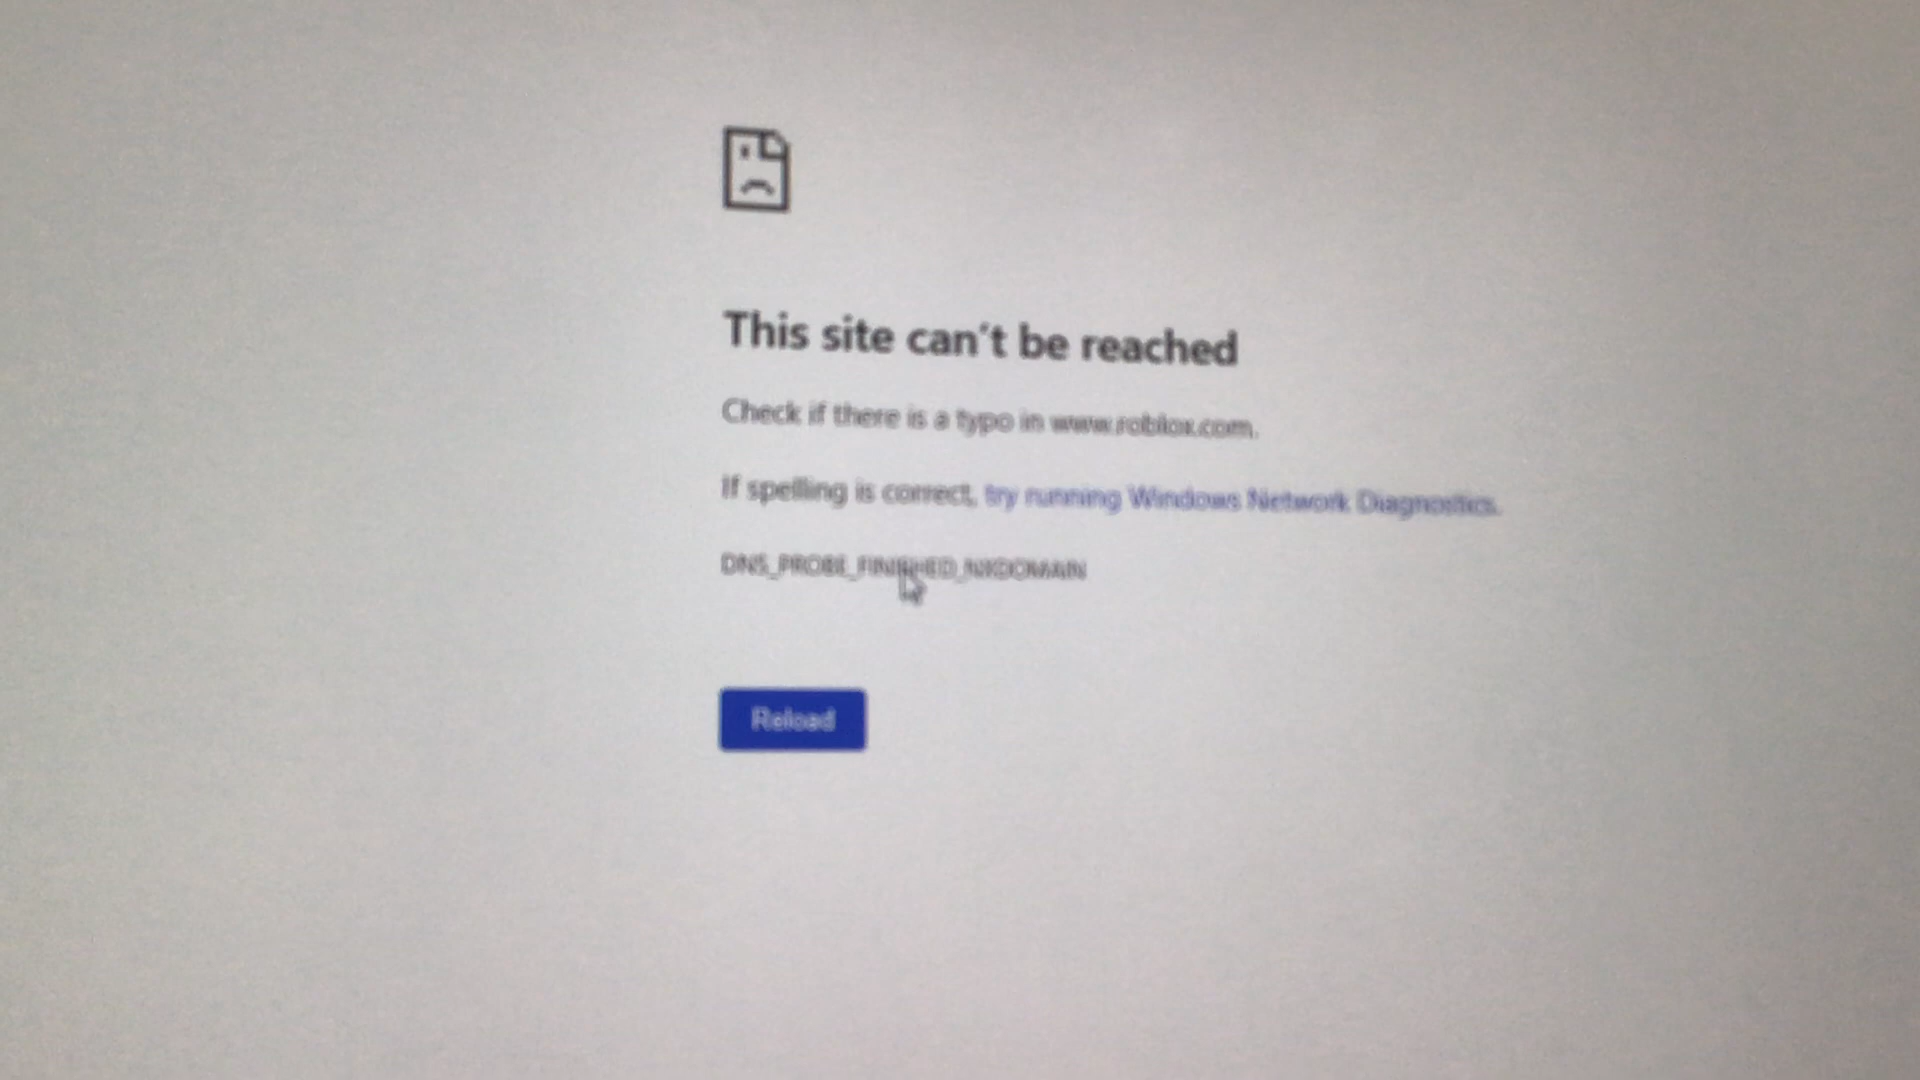 This site can't be reached
Check if there is a typo in www.roblox.com.
If spelling is correct, try running Windows Network Diagnostics.
DNS_PROBE_FINISHED_NXDOMAIN
Reload